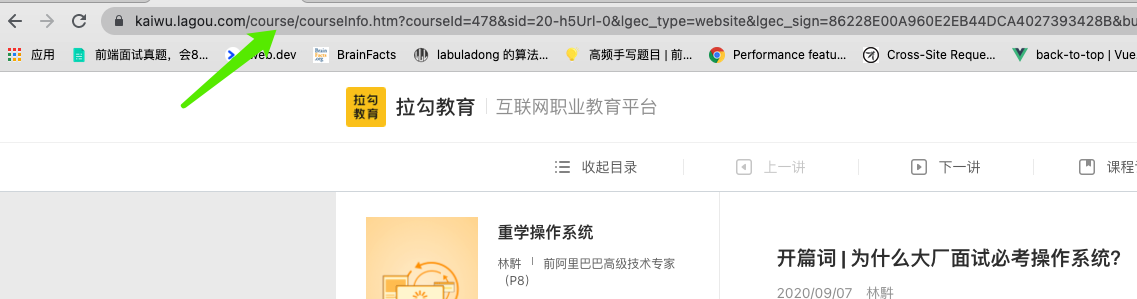 kaiwu.lagou.com/course/courseInfo.htm?courseId=478&sid=20-h5Url-0&lgec_type=website&lgec_sign=86228E00A960E2EB44DCA4027393428B&bu
应用 前端面试真题，会8... web.dev BrainFacts labuladong 的算法... 高频手写题目 | 前... Performance featu... Cross-Site Reque... back-to-top | Vue
拉勾教育 拉勾教育 互联网职业教育平台
收起目录 上一讲 下一讲 课程
重学操作系统
林䭽 前阿里巴巴高级技术专家
（P8）
开篇词 | 为什么大厂面试必考操作系统?
2020/09/07 林䭽